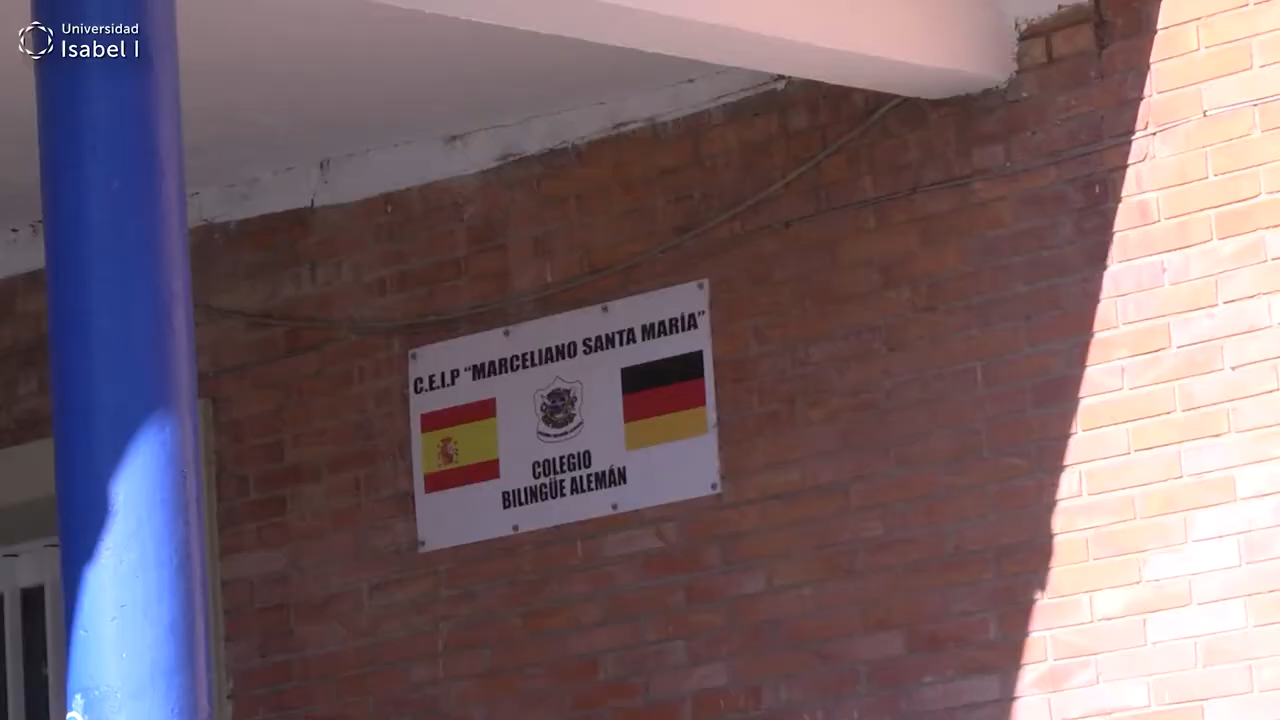 Universidad
Isabel I
C.E.I.P “MARCELIANO SANTA MARÍA”
COLEGIO
BILINGÜE ALEMÁN